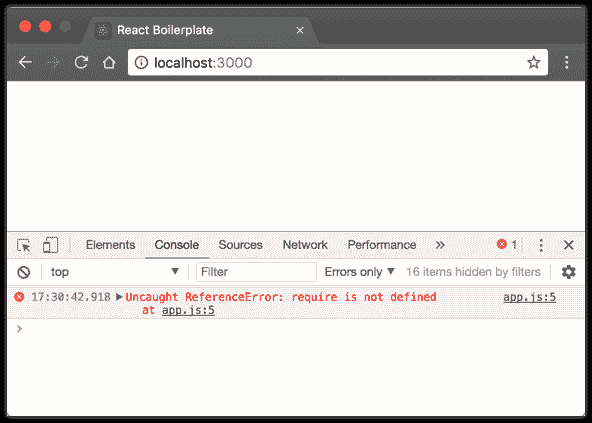 React Boilerplate
localhost:3000
Elements Console Sources Network Performance 1
top Filter Errors only 16 items hidden by filters
17:30:42.918 Uncaught ReferenceError: require is not defined app.js:5
at app.js:5